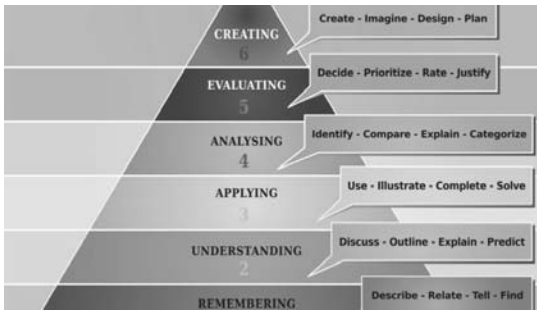 CREATING
6
Create - Imagine - Design - Plan
EVALUATING
5
Decide - Prioritize - Rate - Justify
ANALYSING
4
Identify - Compare - Explain - Categorize
APPLYING
3
Use - Illustrate - Complete - Solve
UNDERSTANDING
2
Discuss - Outline - Explain - Predict
REMEMBERING
Describe - Relate - Tell - Find